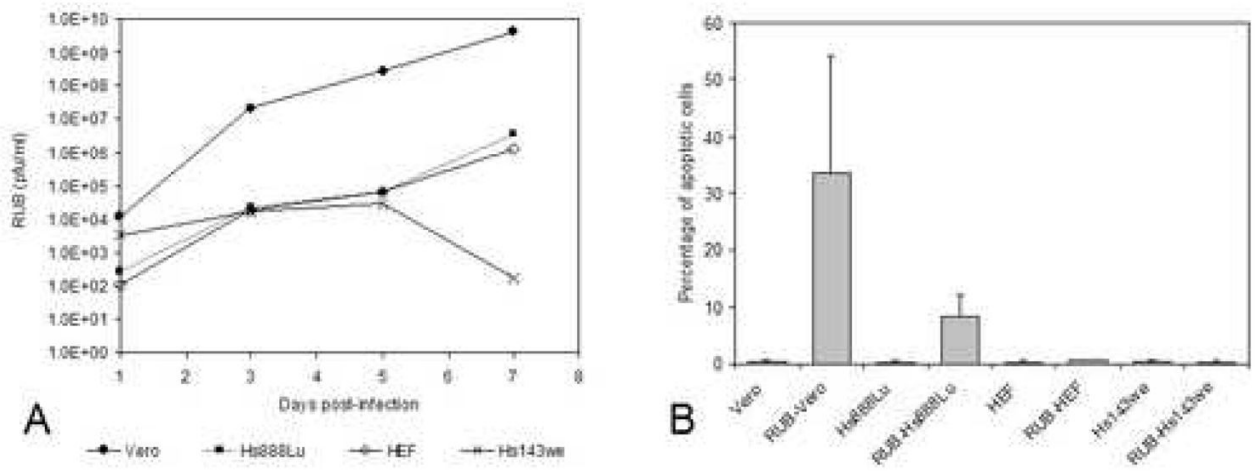 1.0E+10
1.0E+09
1.0E+08
1.0E+07
1.0E+06
1.0E+05
1.0E+04
1.0E+03
1.0E+02
1.0E+01
1.0E+00
RUB (pfu/ml)
1 2 3 4 5 6 7 8
Days post-infection
A
Vero Hs888Lu HEF Hs143we
60
50
40
30
20
10
0
Percentage of apoptotic cells
Vero
RUB-Vero
Hs888Lu
RUB-Hs888Lu
HEF
RUB-HEF
Hs143we
RUB-Hs143we
B